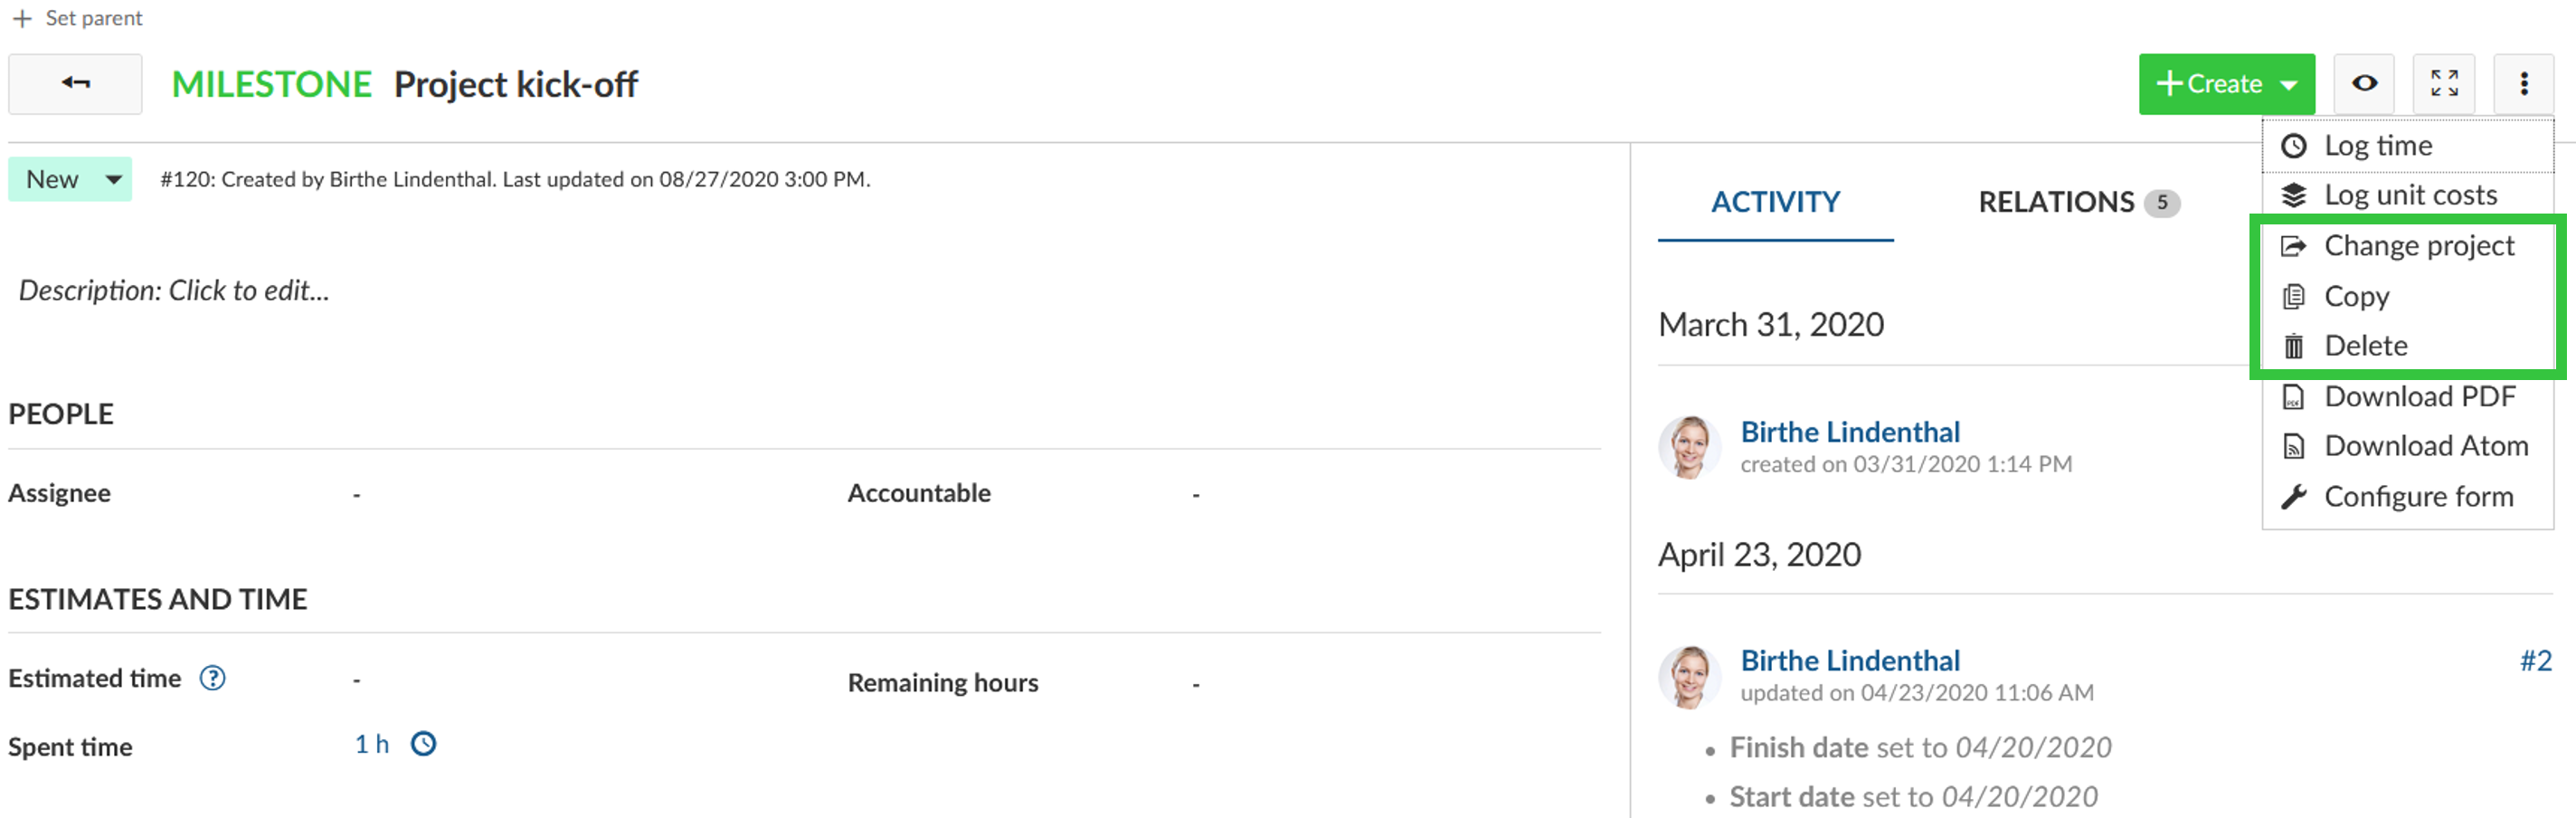 Set parent
MILESTONE Project kick-off
Create
New
#120: Created by Birthe Lindenthal. Last updated on 08/27/2020 3:00 PM.
Description: Click to edit...
PEOPLE
Assignee -
Accountable -
ESTIMATES AND TIME
Estimated time ? -
Remaining hours -
Spent time 1 h
ACTIVITY
RELATIONS 5
March 31, 2020
Birthe Lindenthal
created on 03/31/2020 1:14 PM
April 23, 2020
Birthe Lindenthal #2
updated on 04/23/2020 11:06 AM
• Finish date set to 04/20/2020
• Start date set to 04/20/2020
Log time
Log unit costs
Change project
Copy
Delete
PDF Download PDF
Download Atom
Configure form